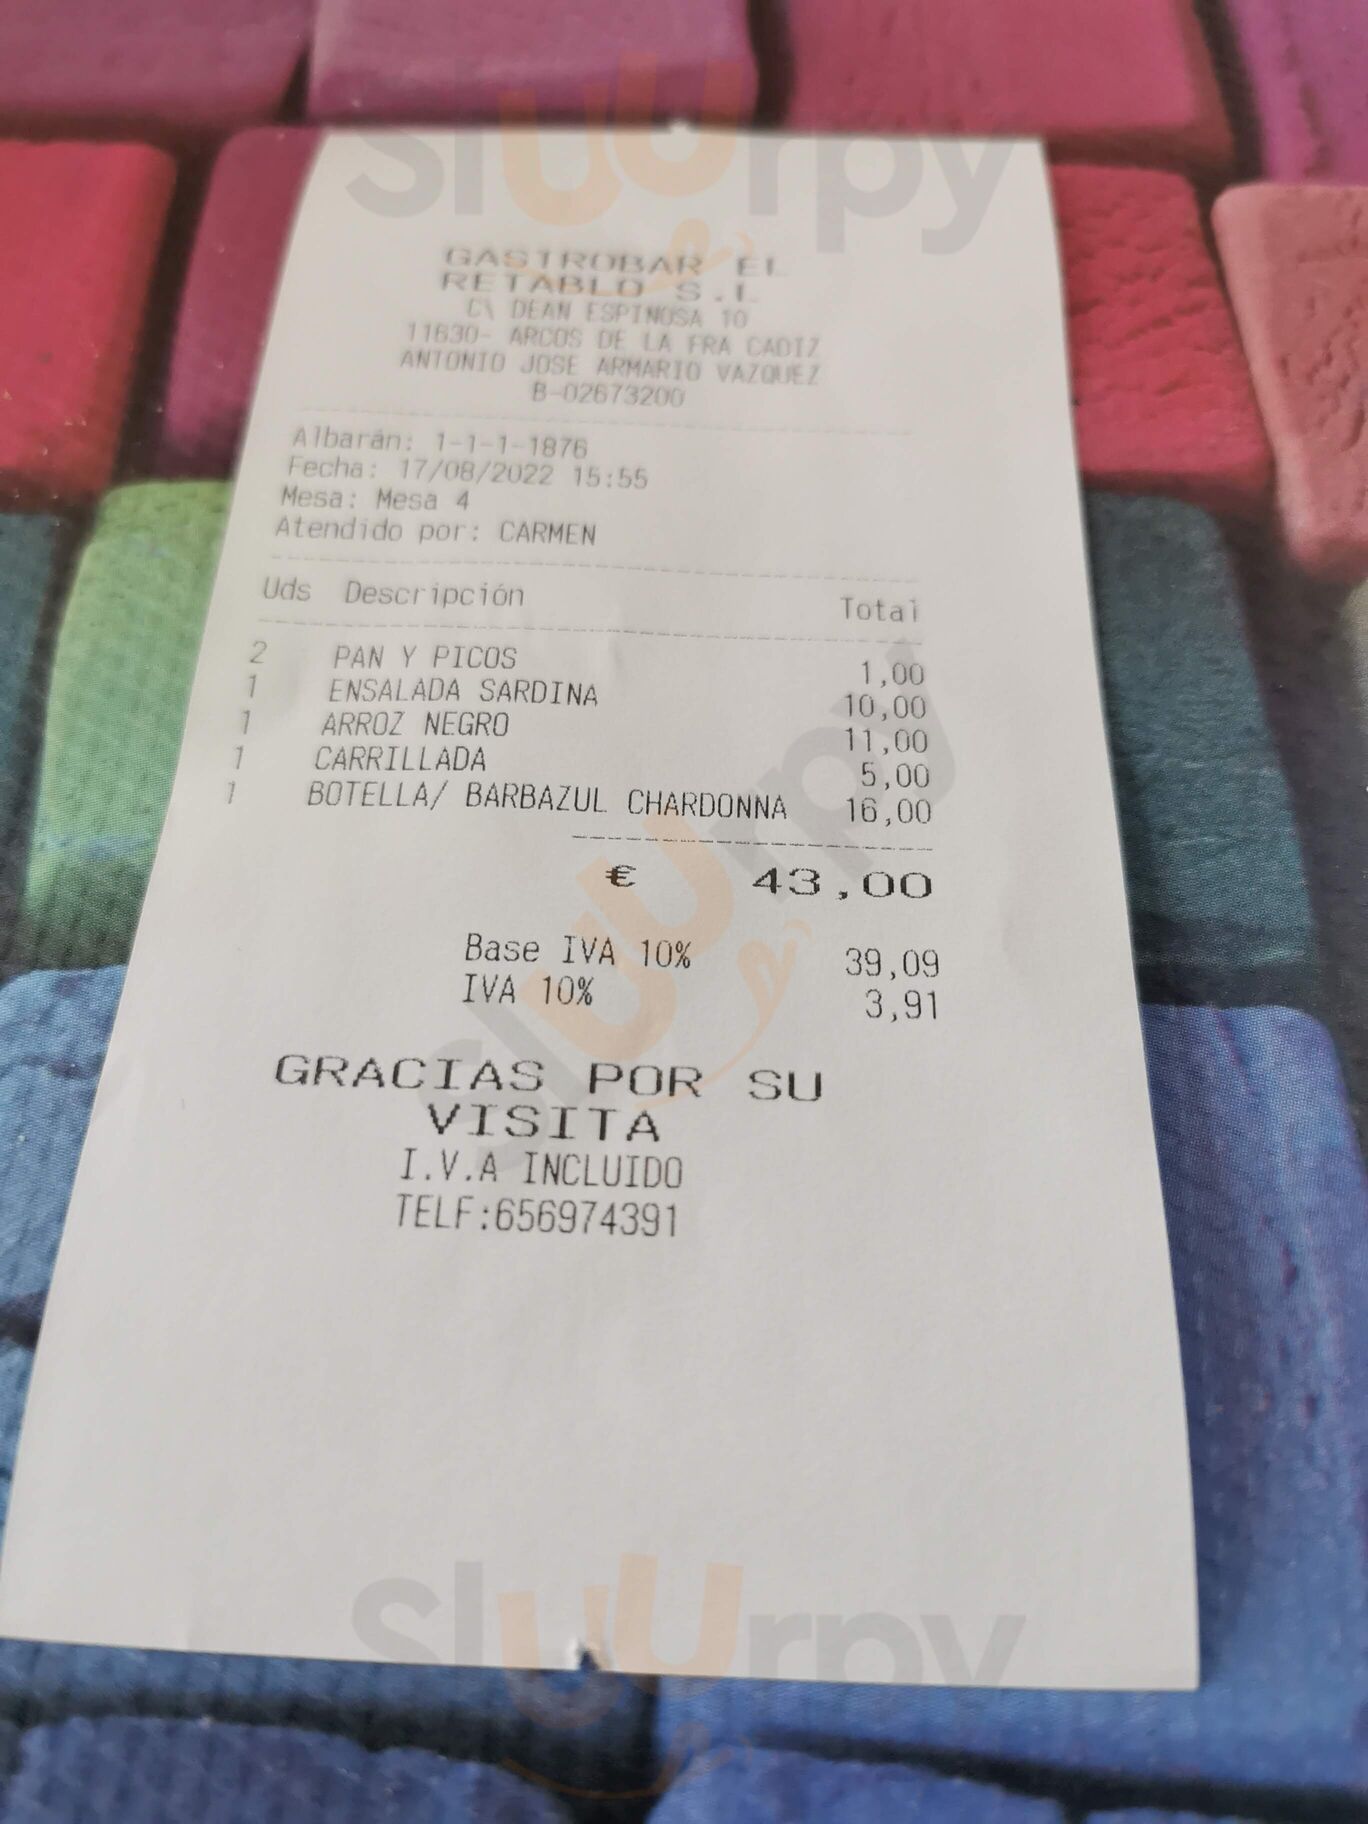 sluurpy
GASTROBAR EL
RETABLO S.L
C\ DEAN ESPINOSA 10
11630- ARCOS DE LA FRA CADIZ
ANTONIO JOSE ARMARIO VAZQUEZ
B-02673200
Albarán: 1-1-1-1876
Fecha: 17/08/2022 15:55
Mesa: Mesa 4
Atendido por: CARMEN
Uds Descripción Total
2 PAN Y PICOS 1,00
1 ENSALADA SARDINA 10,00
1 ARROZ NEGRO 11,00
1 CARRILLADA 5,00
1 BOTELLA/ BARBAZUL CHARDONNA 16,00
€ 43,00
Base IVA 10% 39,09
IVA 10% 3,91
sluurpy
GRACIAS POR SU
VISITA
I.V.A INCLUIDO
TELF:656974391
sluurpy